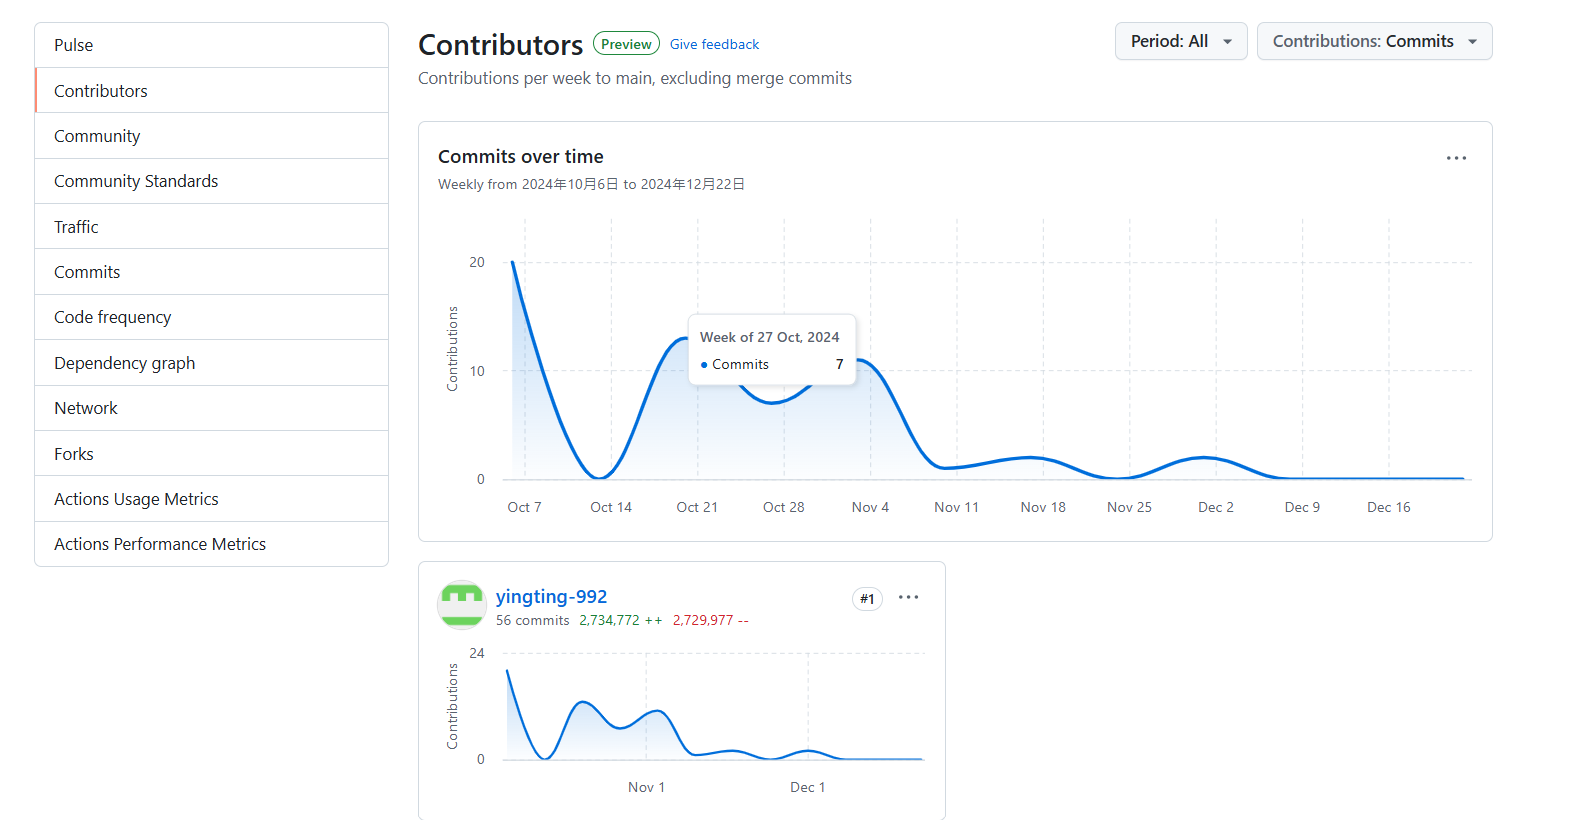 Pulse
Contributors
Community
Community Standards
Traffic
Commits
Code frequency
Dependency graph
Network
Forks
Actions Usage Metrics
Actions Performance Metrics
Contributors Preview Give feedback
Period: All
Contributions: Commits
Contributions per week to main, excluding merge commits
Commits over time
Weekly from 2024年10月6日 to 2024年12月22日
Contributions
20
10
0
Week of 27 Oct, 2024
Commits 7
Oct 7 Oct 14 Oct 21 Oct 28 Nov 4 Nov 11 Nov 18 Nov 25 Dec 2 Dec 9 Dec 16
yingting-992
#1
56 commits 2,734,772 ++ 2,729,977 --
Contributions
24
0
Nov 1 Dec 1